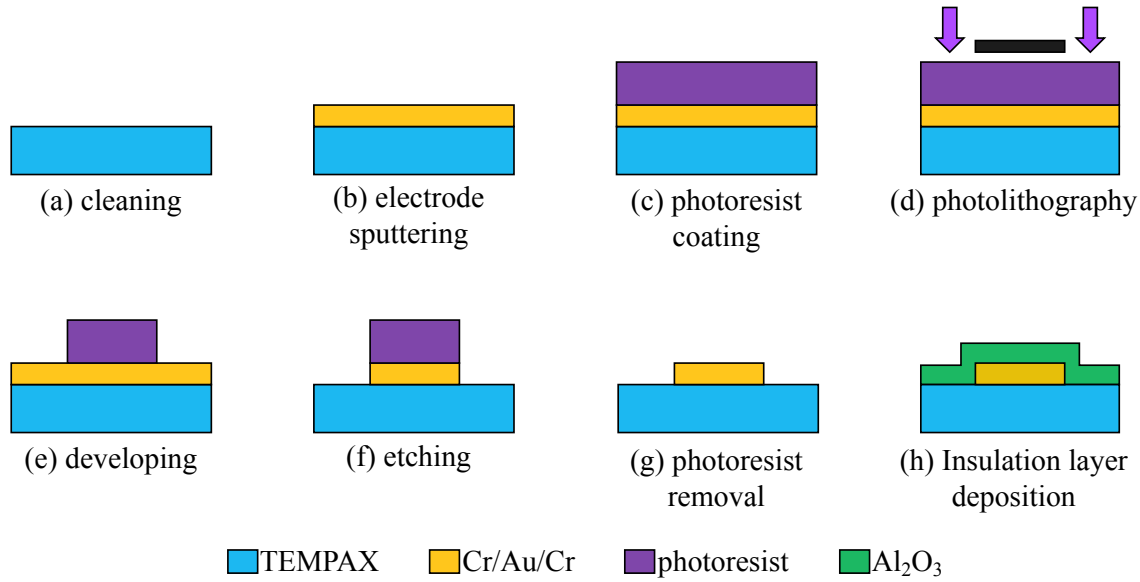 (a) cleaning
(b) electrode
sputtering
(c) photoresist
coating
(d) photolithography
(e) developing
(f) etching
(g) photoresist
removal
(h) Insulation layer
deposition
TEMPAX
Cr/Au/Cr
photoresist
Al₂O₃